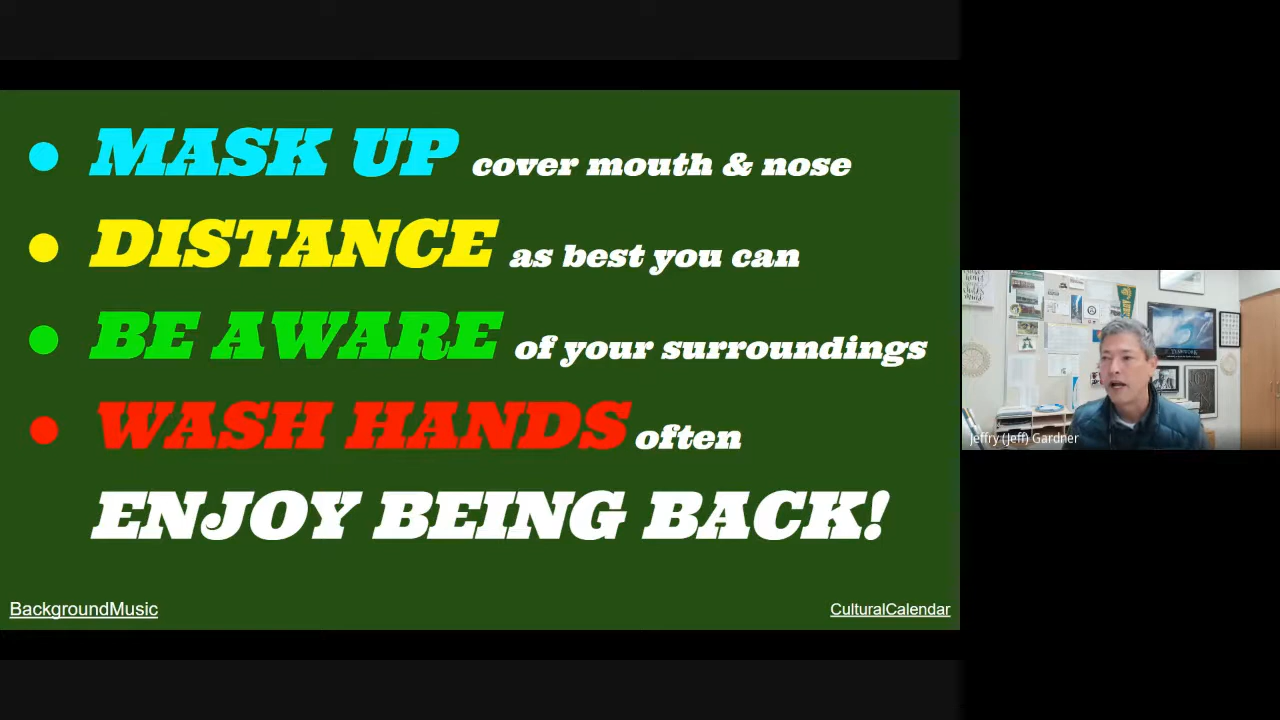 ● MASK UP cover mouth & nose
● DISTANCE as best you can
● BE AWARE of your surroundings
● WASH HANDS often
ENJOY BEING BACK!
BackgroundMusic
CulturalCalendar
Jeffry (Jeff) Gardner
TEAMWORK